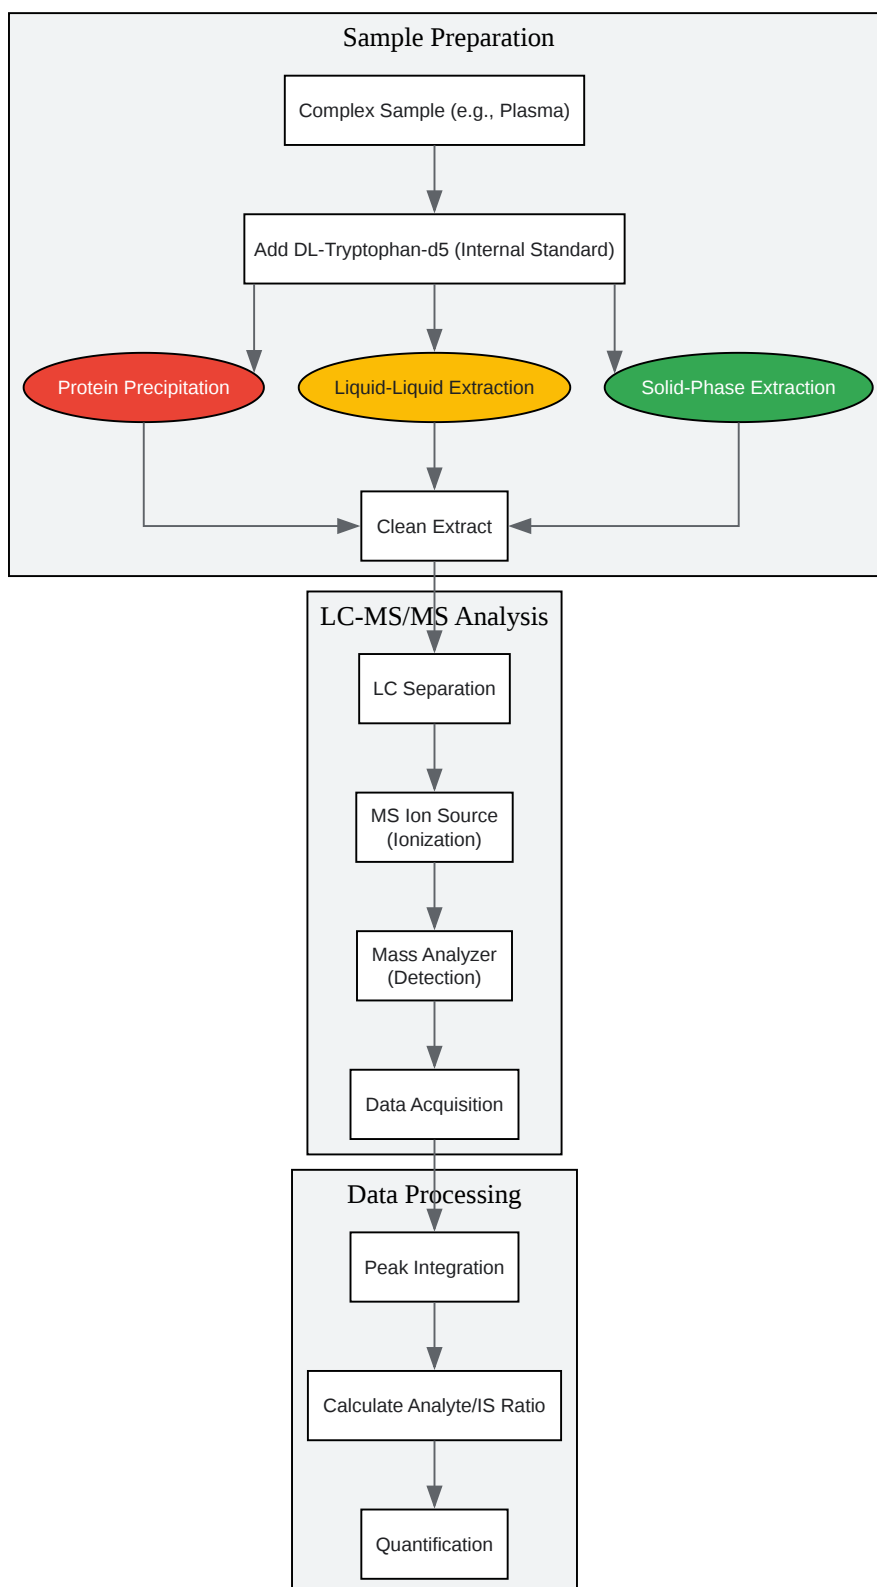 Sample Preparation
Complex Sample (e.g., Plasma)
Add DL-Tryptophan-d5 (Internal Standard)
Protein Precipitation
Liquid-Liquid Extraction
Solid-Phase Extraction
Clean Extract
LC-MS/MS Analysis
LC Separation
MS Ion Source
(Ionization)
Mass Analyzer
(Detection)
Data Acquisition
Data Processing
Peak Integration
Calculate Analyte/IS Ratio
Quantification